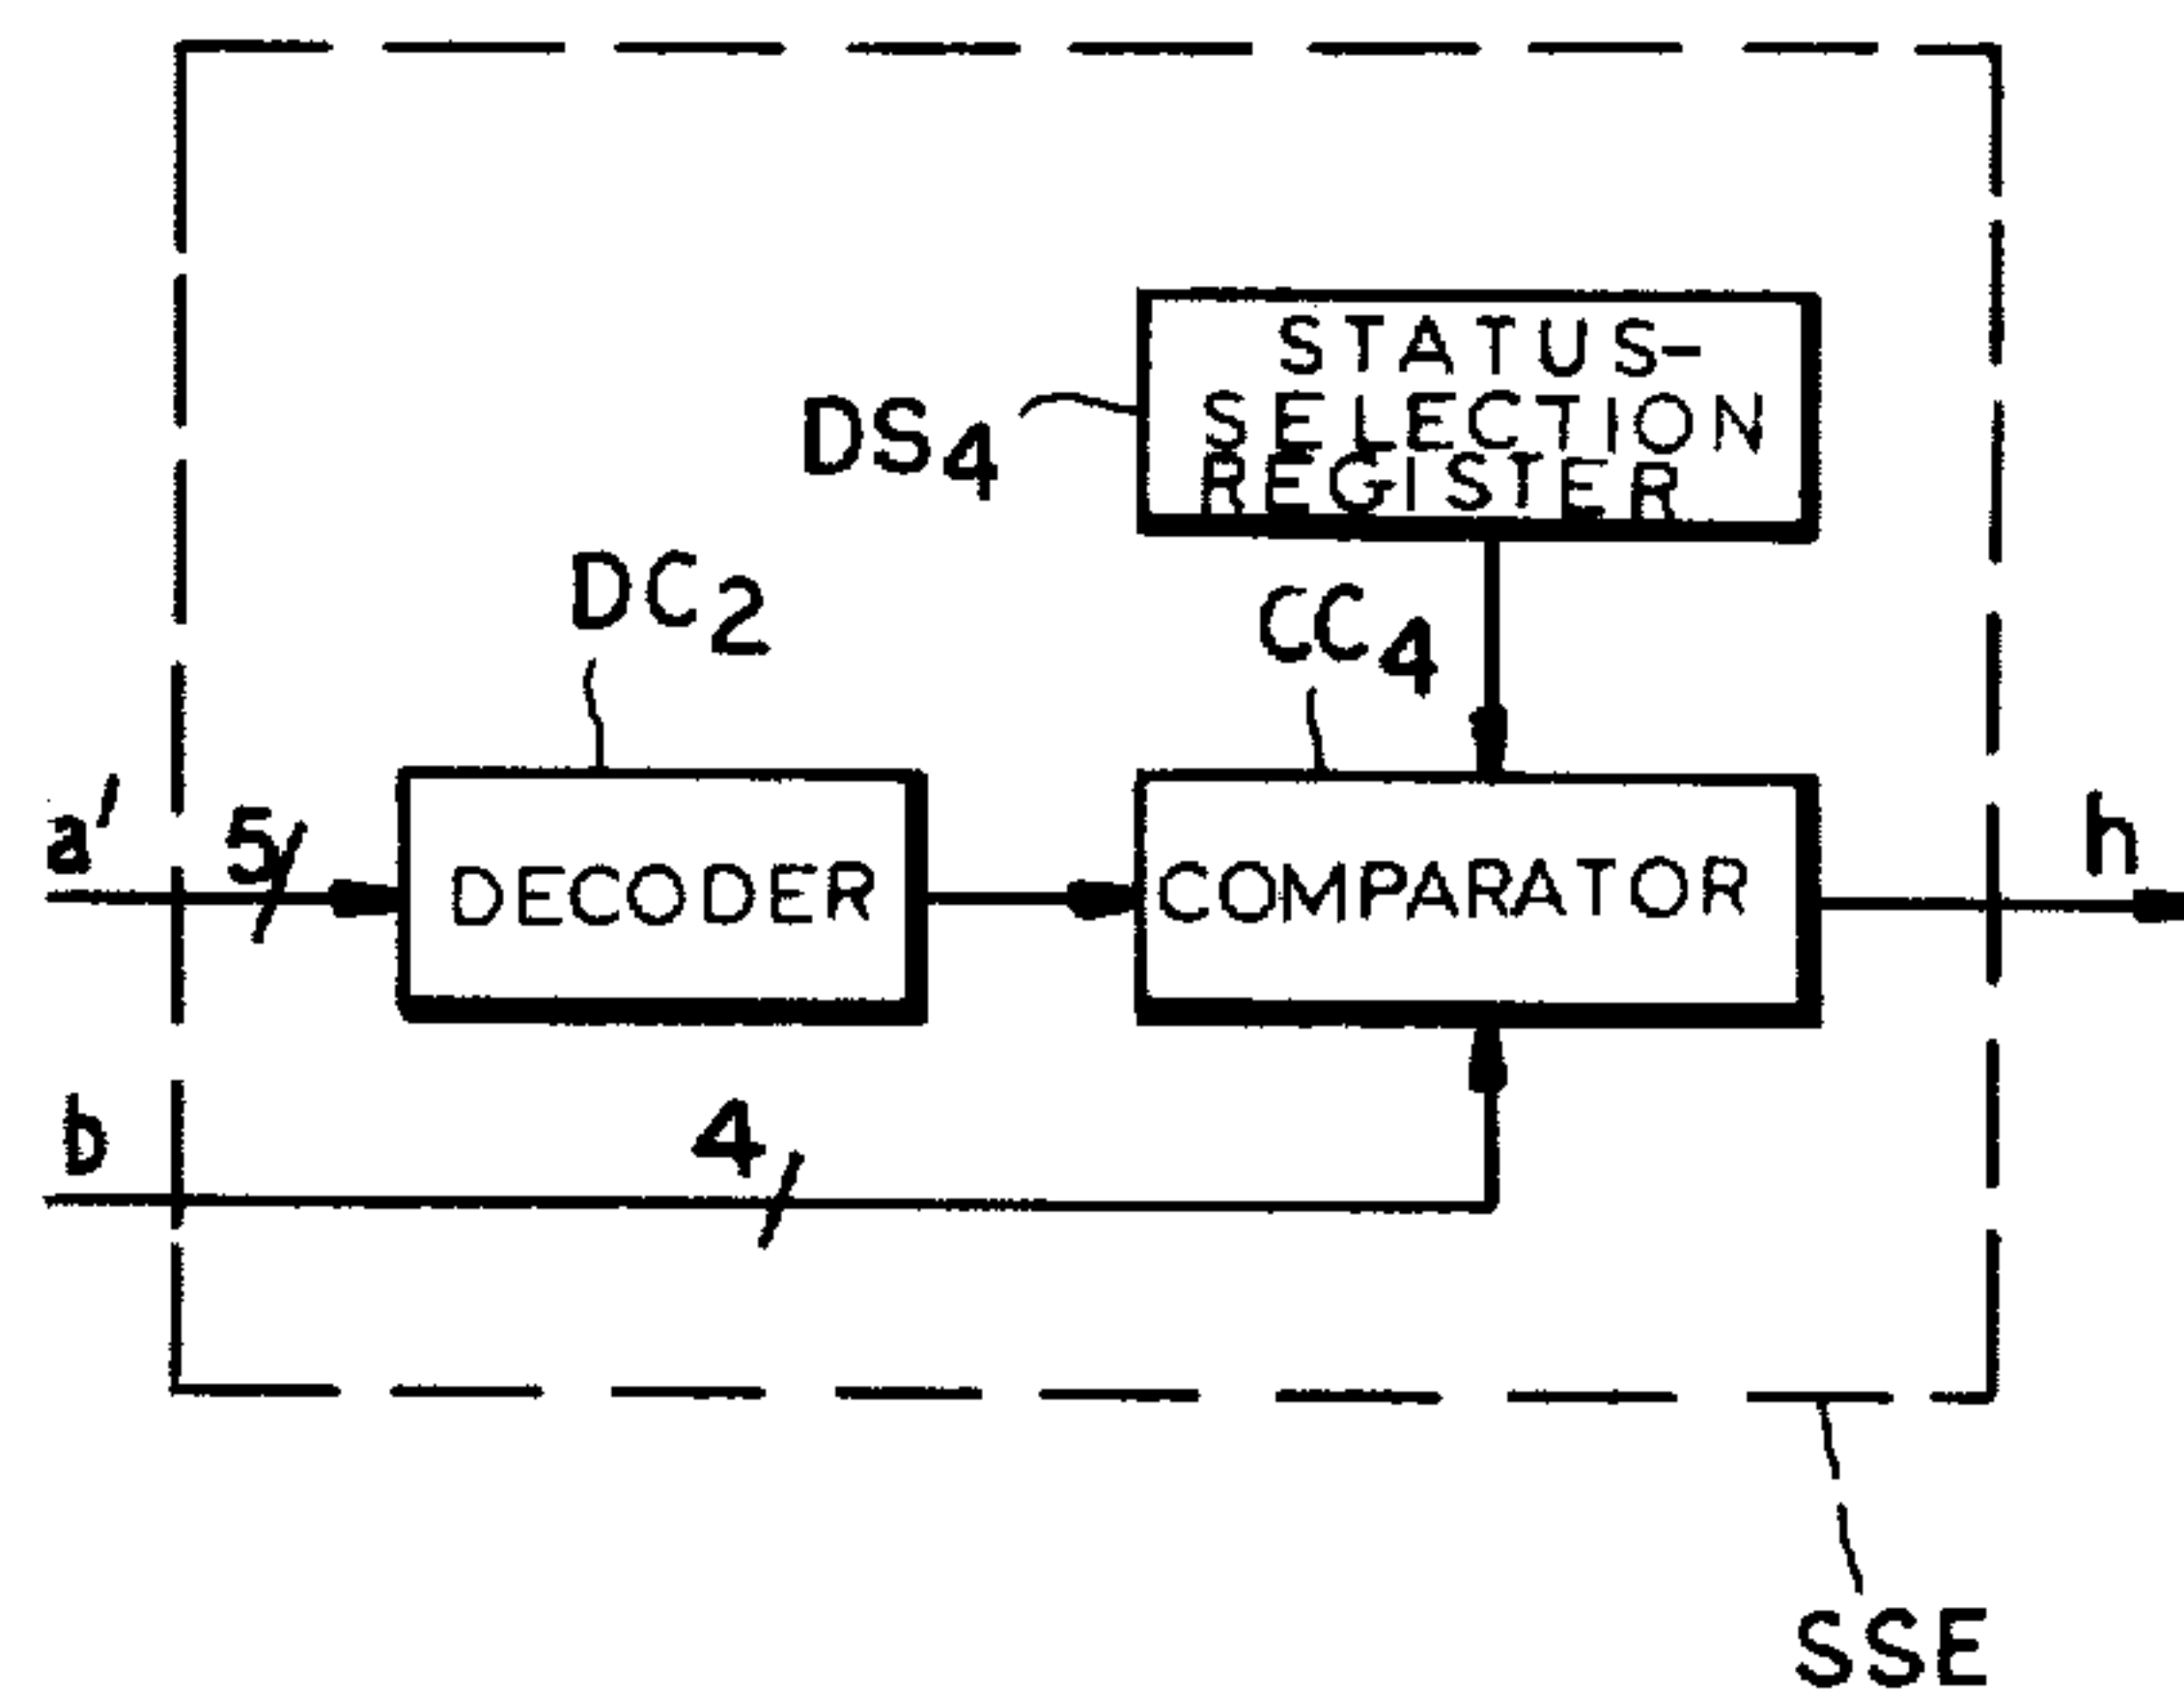 STATUS-
SELECTION
REGISTER
DS4
DC2
CC4
a'
5
DECODER
COMPARATOR
h
b
4
SSE